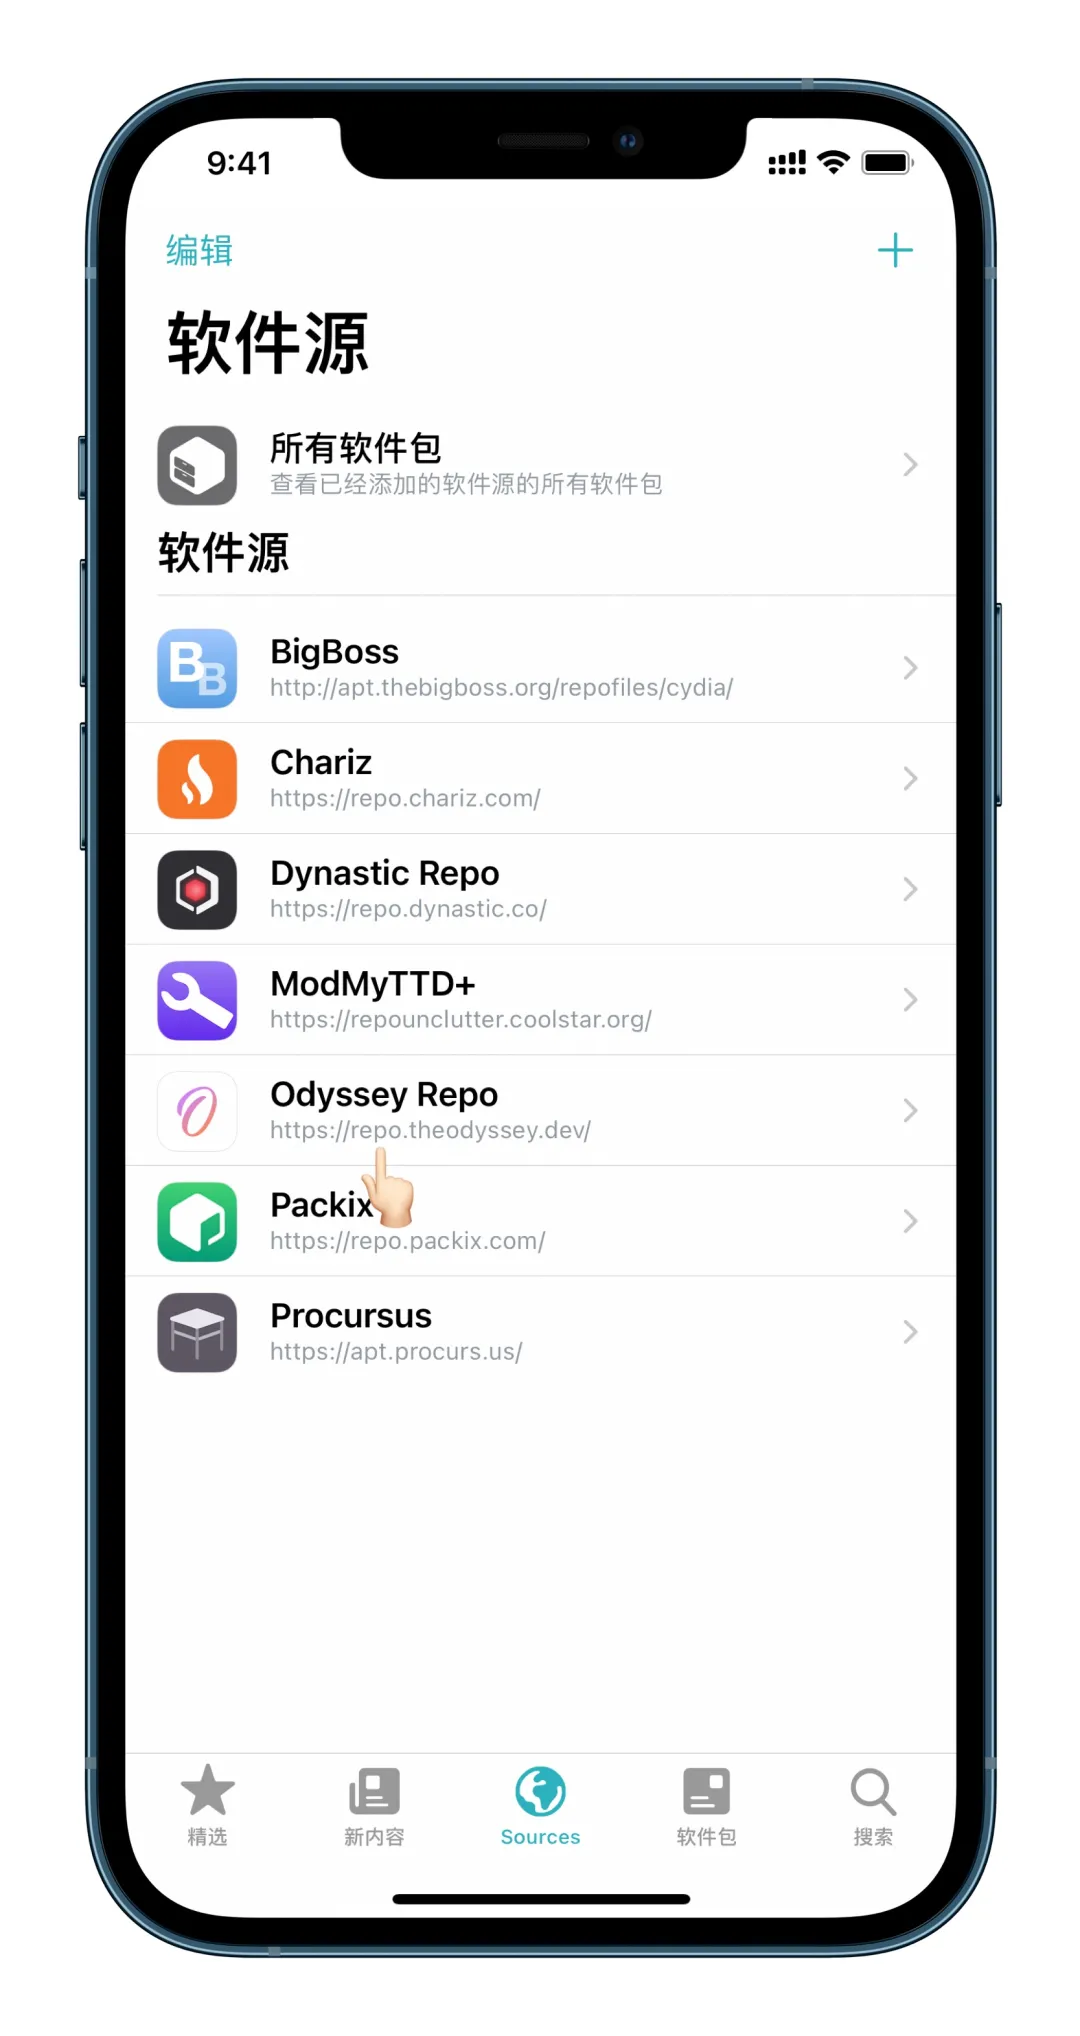 9:41
编辑
软件源
所有软件包
查看已经添加的软件源的所有软件包
软件源
BB
BigBoss
http://apt.thebigboss.org/repofiles/cydia/
Chariz
https://repo.chariz.com/
Dynastic Repo
https://repo.dynastic.co/
ModMyTTD+
https://repounclutter.coolstar.org/
Odyssey Repo
https://repo.theodyssey.dev/
Packix
https://repo.packix.com/
Procursus
https://apt.procurs.us/
精选
新内容
Sources
软件包
搜索